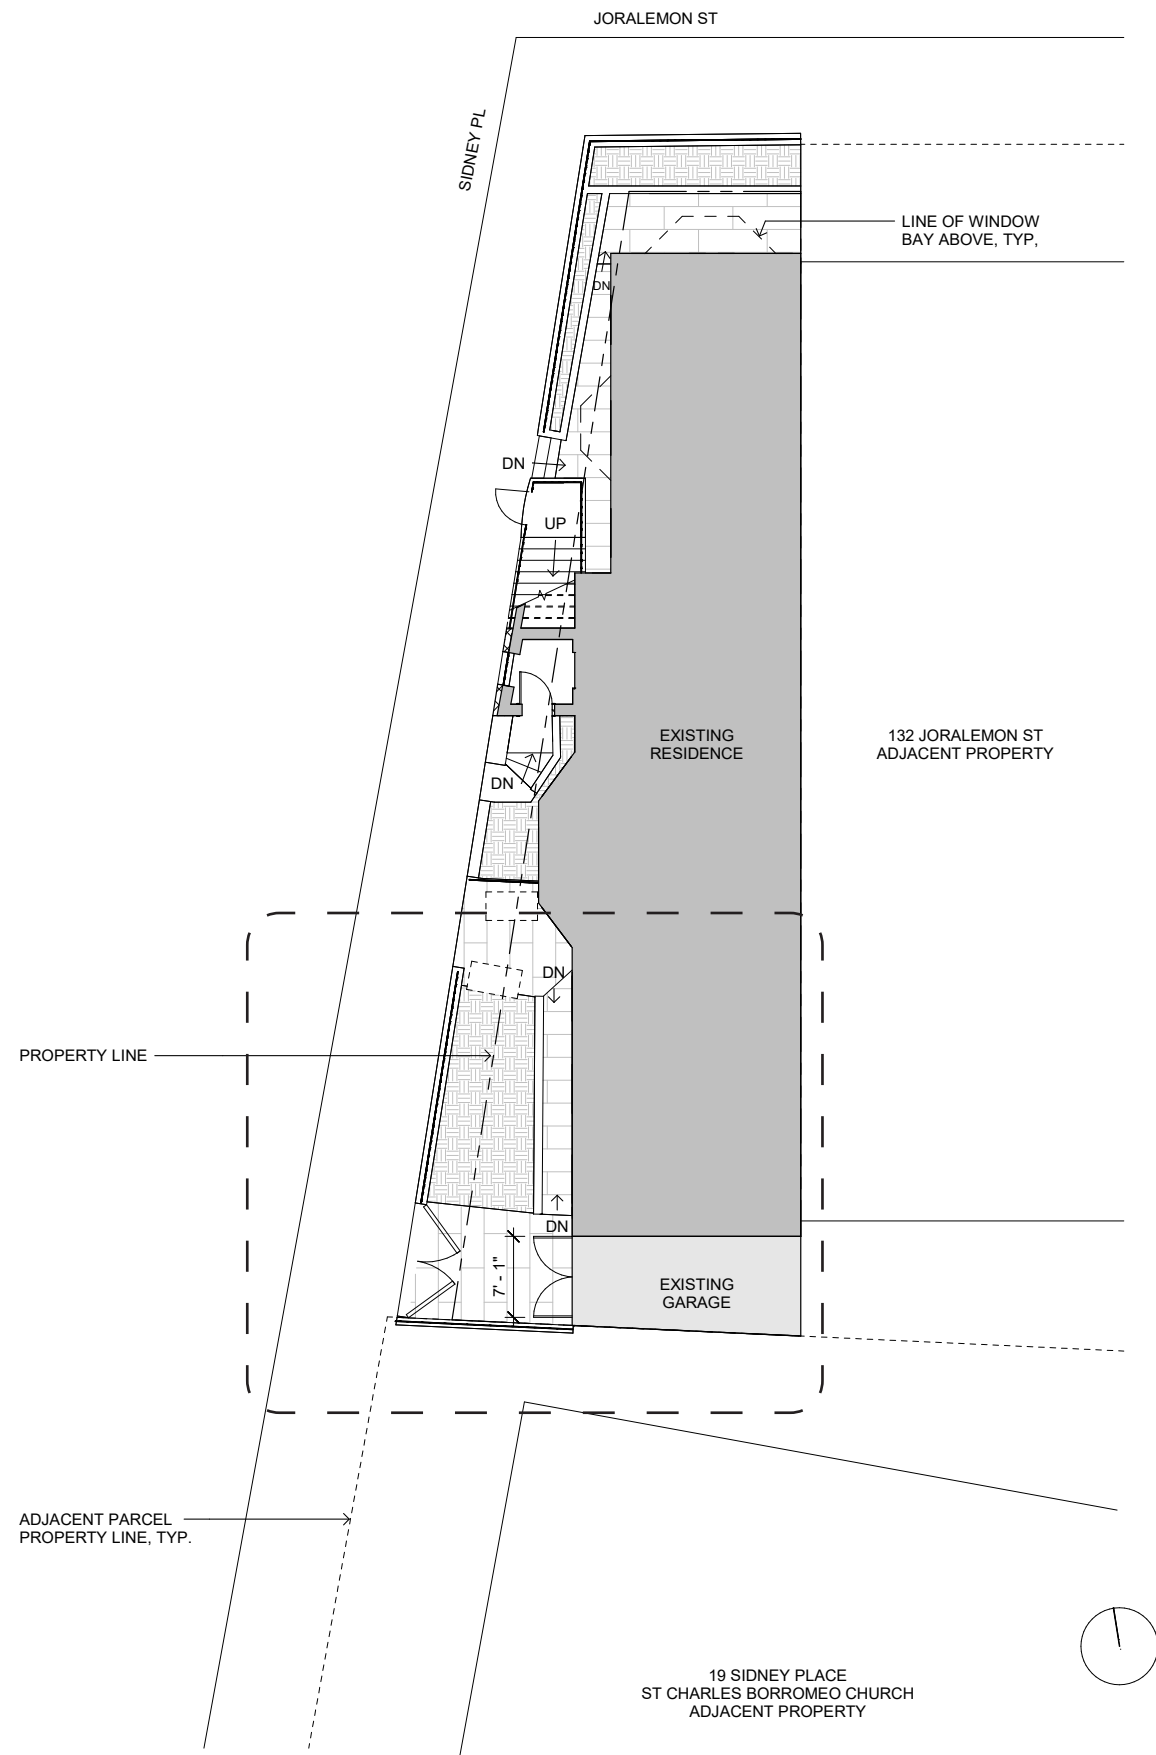 JORALEMON ST
SIDNEY PL
LINE OF WINDOW
BAY ABOVE, TYP,
DN
DN
UP
EXISTING
RESIDENCE
132 JORALEMON ST
ADJACENT PROPERTY
DN
DN
PROPERTY LINE
DN
7' - 1"
EXISTING
GARAGE
ADJACENT PARCEL
PROPERTY LINE, TYP.
19 SIDNEY PLACE
ST CHARLES BORROMEO CHURCH
ADJACENT PROPERTY